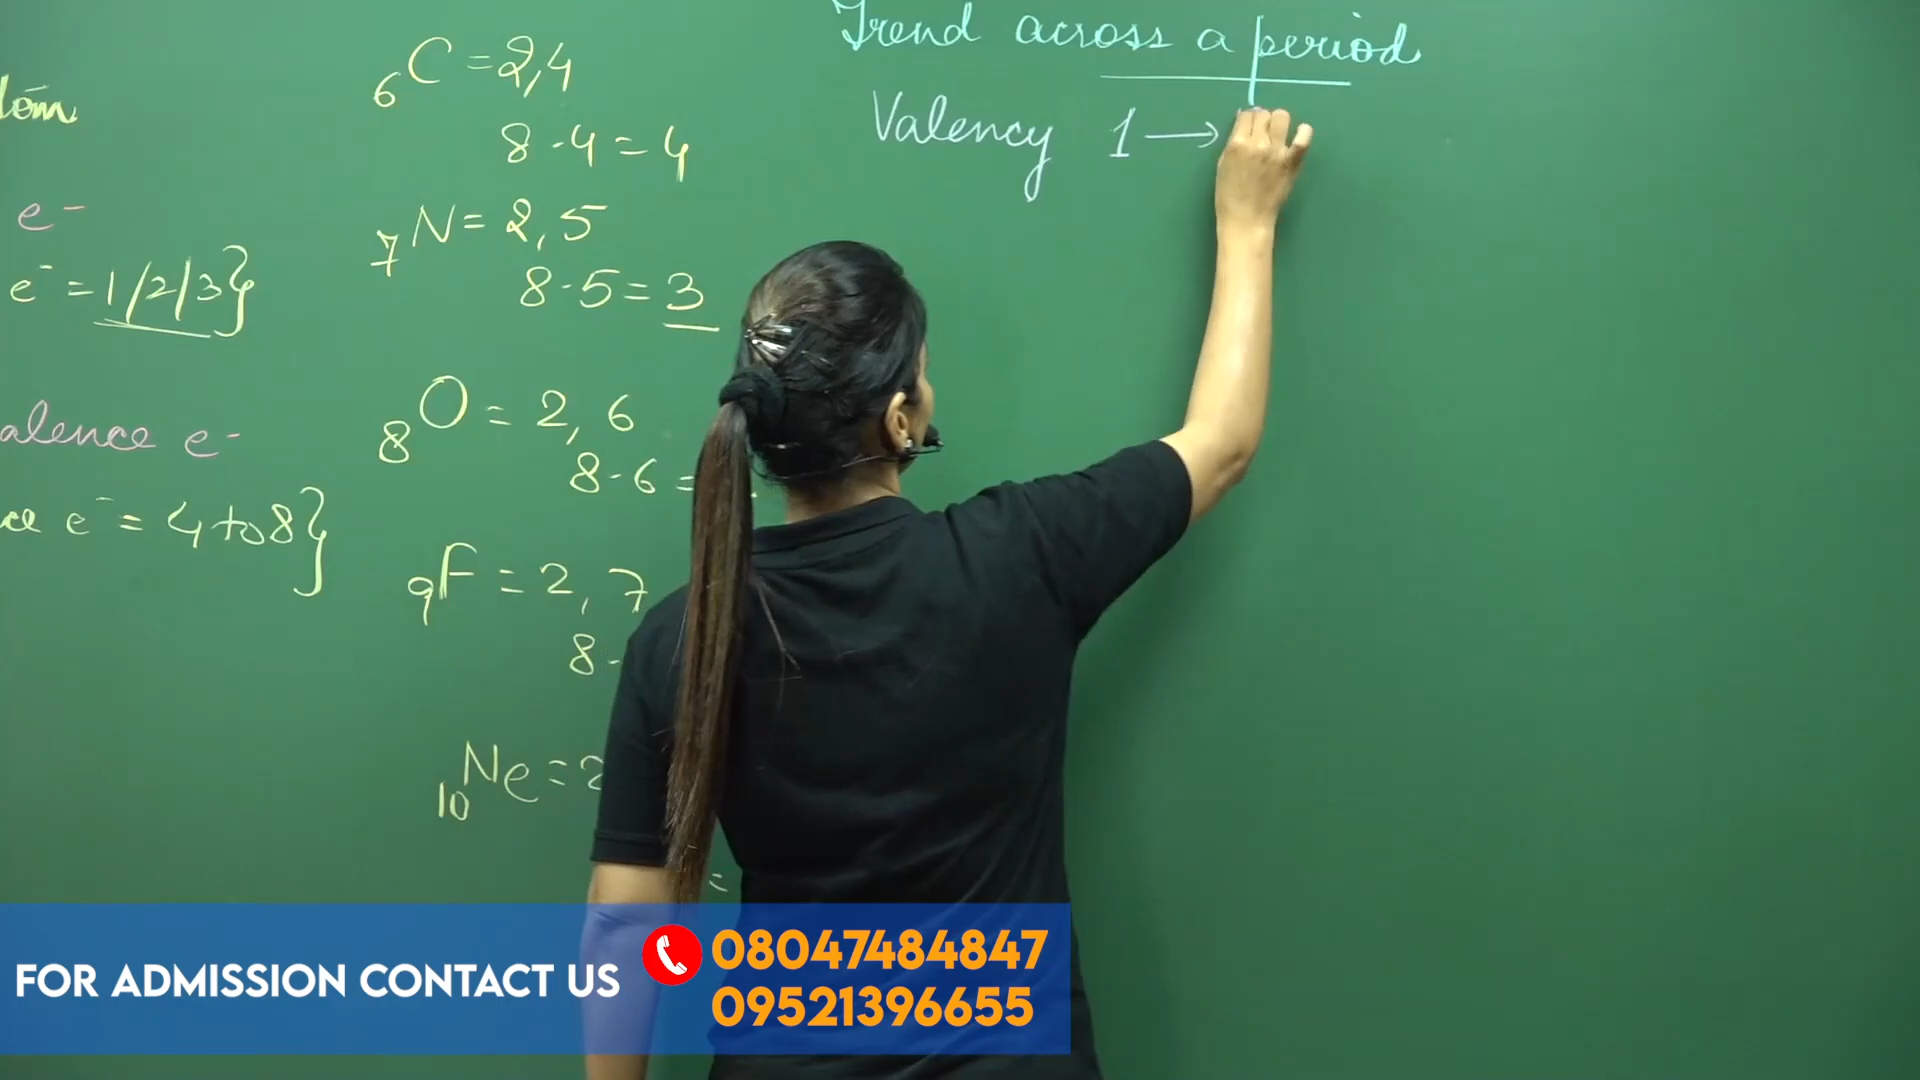 e-
e- = 1/2/3}
alence e-
ce e- = 4 to 8}
6C = 2,4
8-4=4
7N = 2,5
8-5=3
8O = 2,6
8-6 =
9F = 2,7
8-
10Ne = 2
=
Trend across a period
Valency 1 →
FOR ADMISSION CONTACT US
08047484847
09521396655